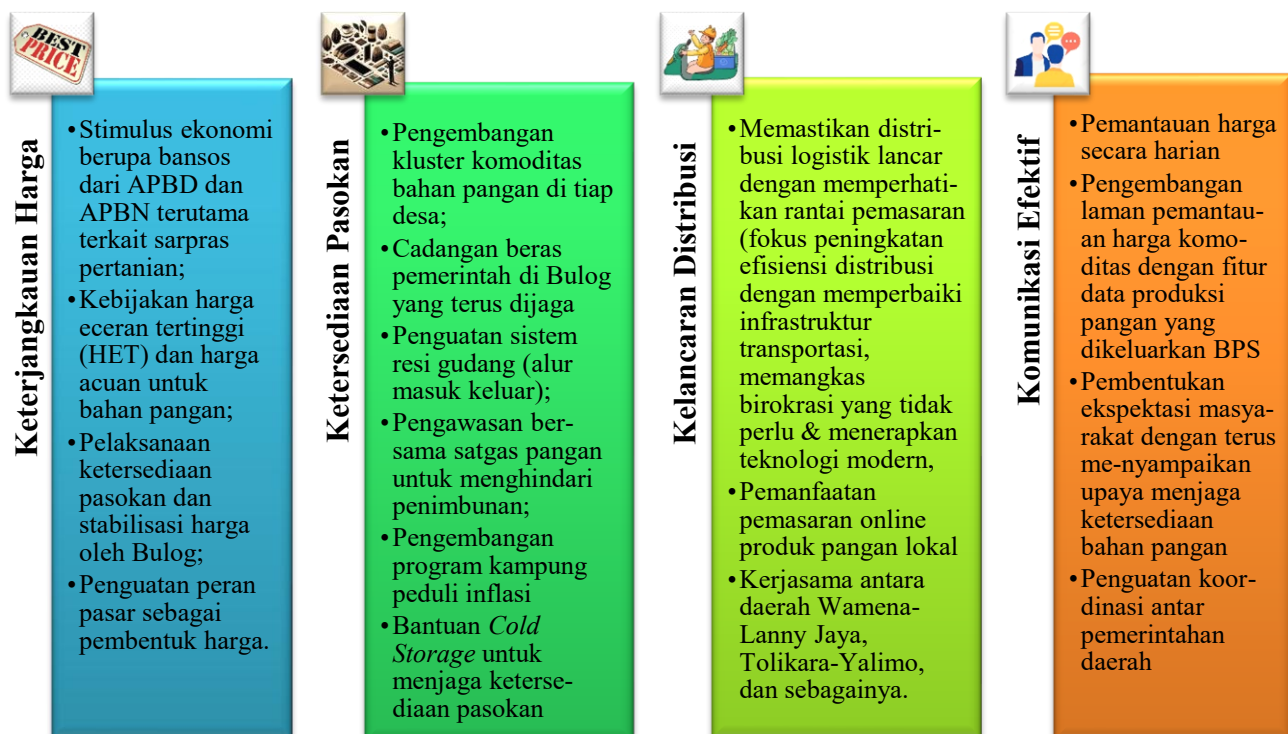 BEST
PRICE
Keterjangkauan Harga
•Stimulus ekonomi
berupa bansos
dari APBD dan
APBN terutama
terkait sarpras
pertanian;
•Kebijakan harga
eceran tertinggi
(HET) dan harga
acuan untuk
bahan pangan;
•Pelaksanaan
ketersediaan
pasokan dan
stabilisasi harga
oleh Bulog;
•Penguatan peran
pasar sebagai
pembentuk harga.
Ketersediaan Pasokan
•Pengembangan
kluster komoditas
bahan pangan di tiap
desa;
•Cadangan beras
pemerintah di Bulog
yang terus dijaga
•Penguatan sistem
resi gudang (alur
masuk keluar);
•Pengawasan ber-
sama satgas pangan
untuk menghindari
penimbunan;
•Pengembangan
program kampung
peduli inflasi
•Bantuan Cold
Storage untuk
menjaga keterse-
diaan pasokan
Kelancaran Distribusi
•Memastikan distri-
busi logistik lancar
dengan memperhati-
kan rantai pemasaran
(fokus peningkatan
efisiensi distribusi
dengan memperbaiki
infrastruktur
transportasi,
memangkas
birokrasi yang tidak
perlu & menerapkan
teknologi modern,
•Pemanfaatan
pemasaran online
produk pangan lokal
•Kerjasama antara
daerah Wamena-
Lanny Jaya,
Tolikara-Yalimo,
dan sebagainya.
Komunikasi Efektif
•Pemantauan harga
secara harian
•Pengembangan
laman pemantau-
an harga komo-
ditas dengan fitur
data produksi
pangan yang
dikeluarkan BPS
•Pembentukan
ekspektasi masya-
rakat dengan terus
me-nyampaikan
upaya menjaga
ketersediaan
bahan pangan
•Penguatan koor-
dinasi antar
pemerintahan
daerah